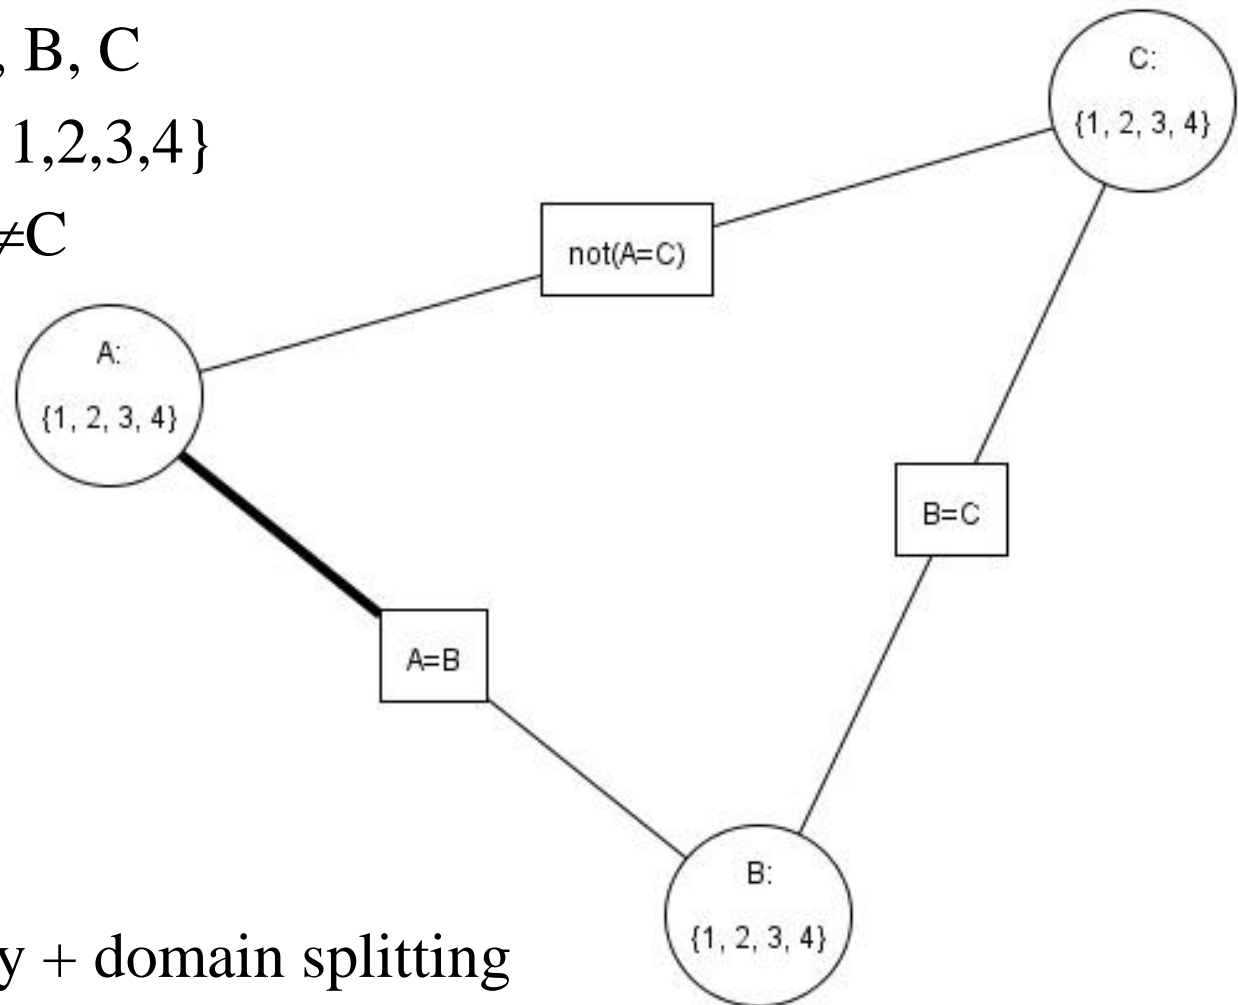 , B, C
1,2,3,4}
≠C
C:
{1, 2, 3, 4}
not(A=C)
A:
{1, 2, 3, 4}
B=C
A=B
B:
{1, 2, 3, 4}
y + domain splitting